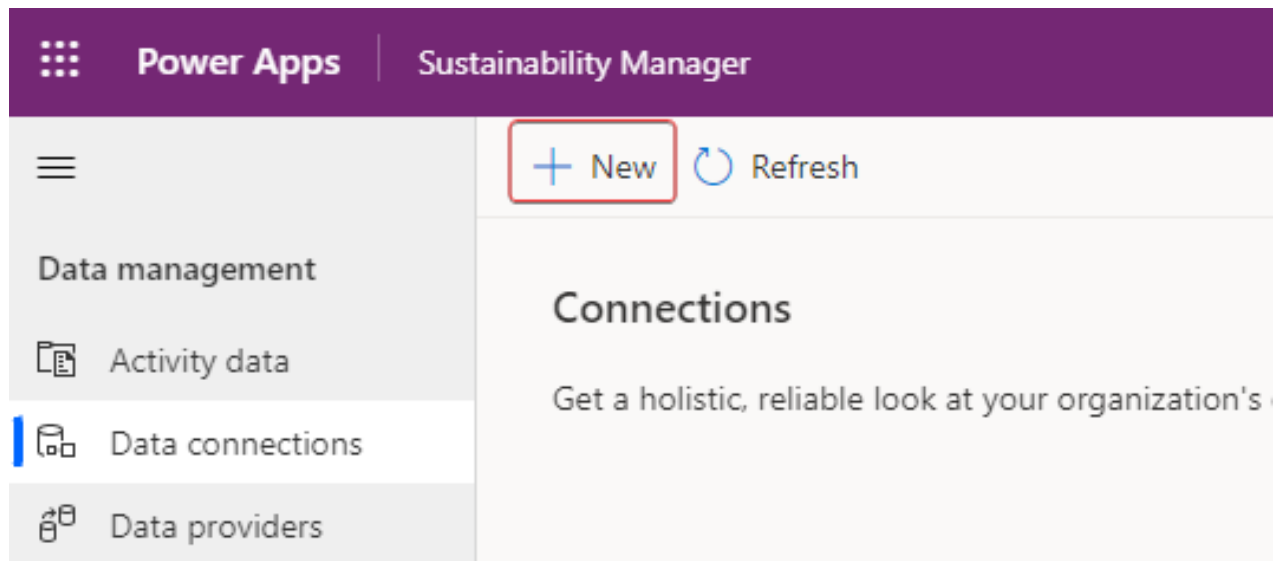 Power Apps
Sustainability Manager
New
Refresh
Data management
Activity data
Data connections
Data providers
Connections
Get a holistic, reliable look at your organization's